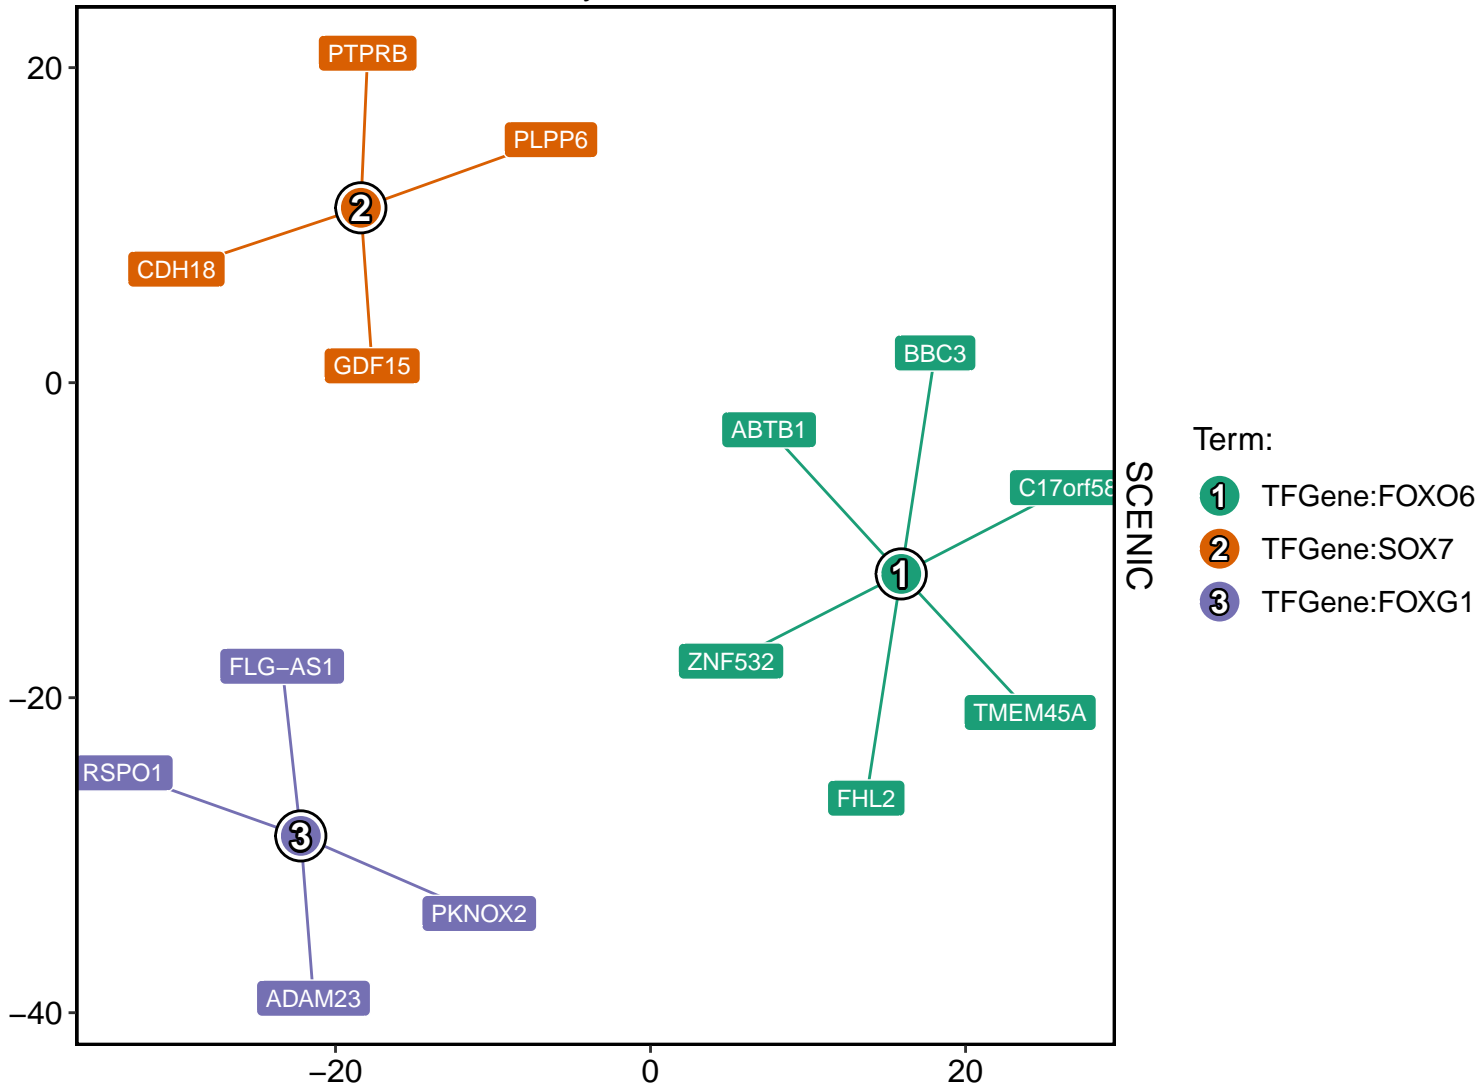 20
0
−20
−40
−20
0
20
PTPRB
PLPP6
2
CDH18
GDF15
BBC3
ABTB1
C17orf58
1
ZNF532
TMEM45A
FHL2
FLG−AS1
RSPO1
3
PKNOX2
ADAM23
SCENIC
Term:
1 TFGene:FOXO6
2 TFGene:SOX7
3 TFGene:FOXG1